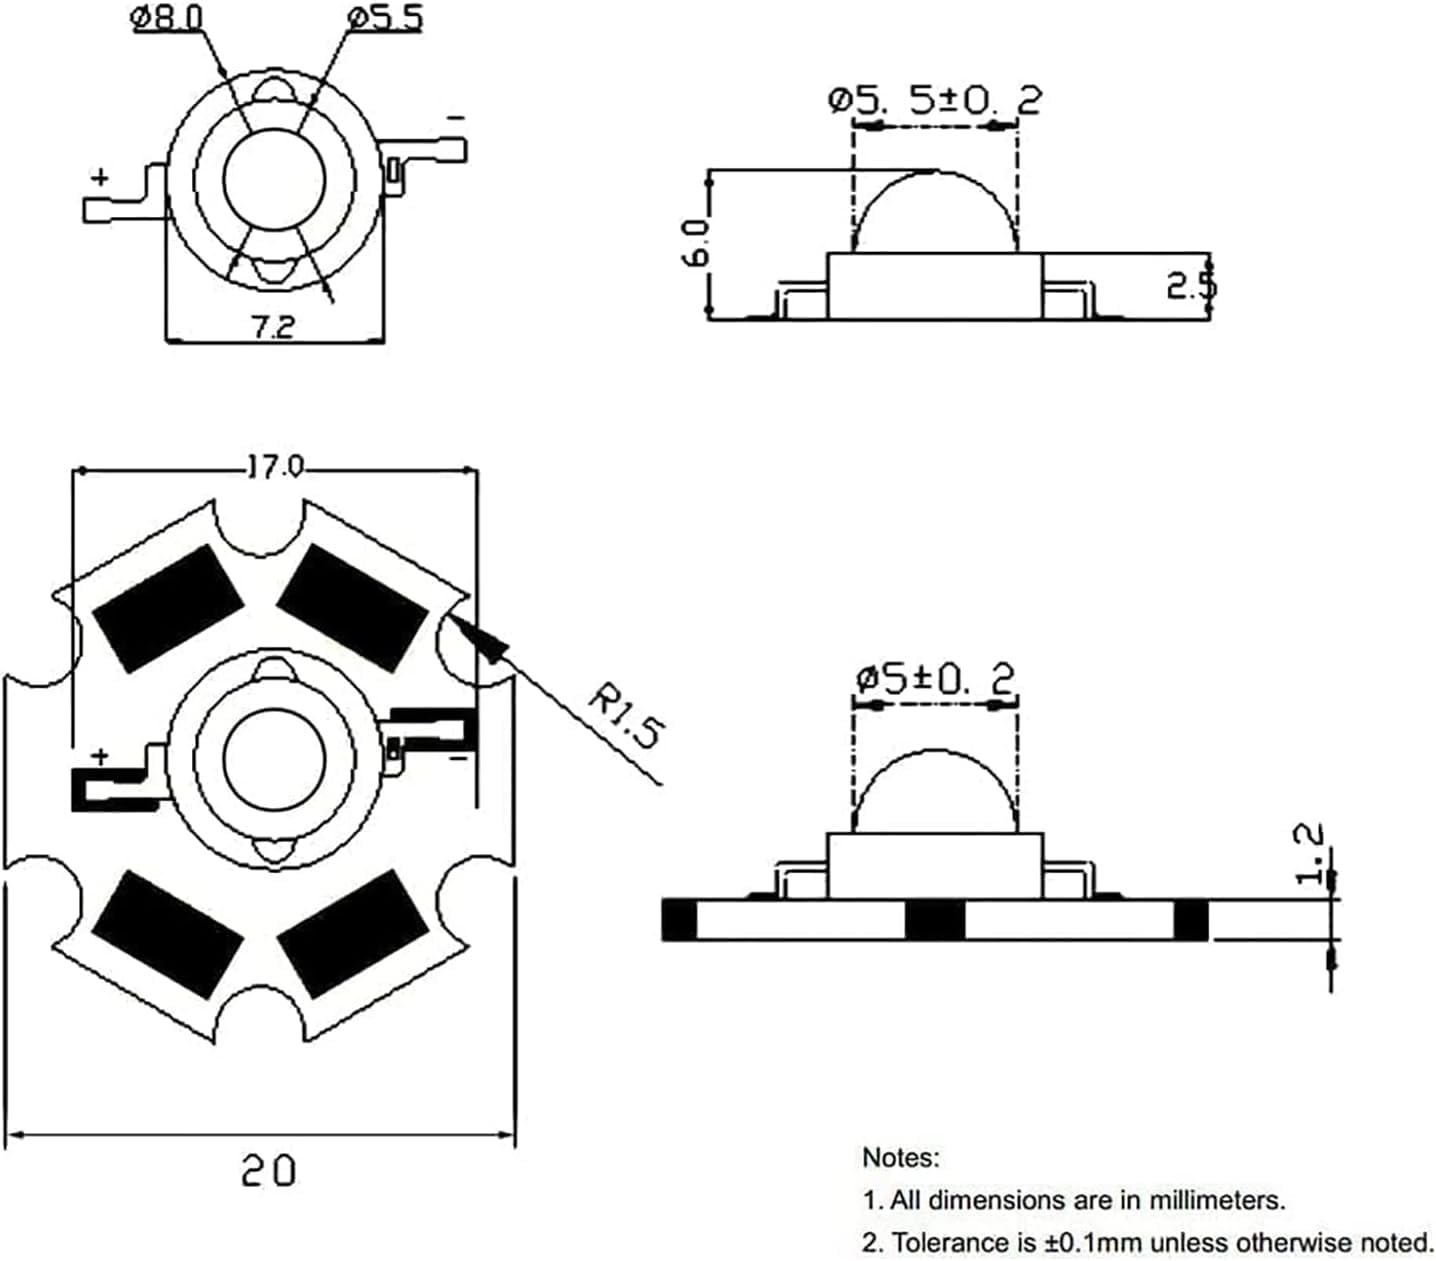 Ø8.0 Ø5.5
+ -
7.2
Ø5.5±0.2
6.0
2.5
17.0
R1.5
+ -
20
Ø5±0.2
1.2
Notes:
1. All dimensions are in millimeters.
2. Tolerance is ±0.1mm unless otherwise noted.